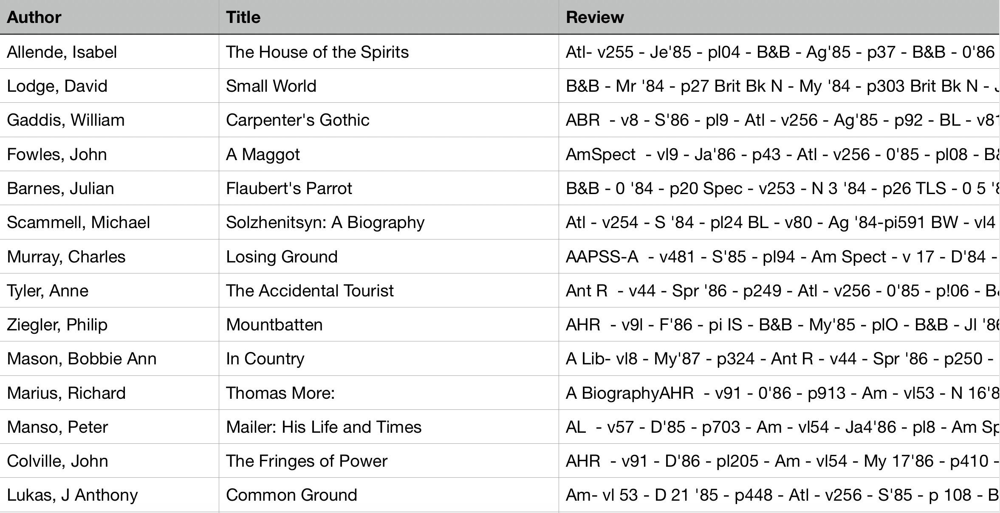 Author Title Review
Allende, Isabel The House of the Spirits Atl- v255 - Je'85 - pl04 - B&B - Ag'85 - p37 - B&B - 0'86
Lodge, David Small World B&B - Mr '84 - p27 Brit Bk N - My '84 - p303 Brit Bk N -
Gaddis, William Carpenter's Gothic ABR - v8 - S'86 - pl9 - Atl - v256 - Ag'85 - p92 - BL - v81
Fowles, John A Maggot AmSpect - vl9 - Ja'86 - p43 - Atl - v256 - 0'85 - pl08 - B&
Barnes, Julian Flaubert's Parrot B&B - 0 '84 - p20 Spec - v253 - N 3 '84 - p26 TLS - 0 5 '8
Scammell, Michael Solzhenitsyn: A Biography Atl - v254 - S '84 - pl24 BL - v80 - Ag '84-pi591 BW - vl4
Murray, Charles Losing Ground AAPSS-A - v481 - S'85 - pl94 - Am Spect - v 17 - D'84 -
Tyler, Anne The Accidental Tourist Ant R - v44 - Spr '86 - p249 - Atl - v256 - 0'85 - p!06 - B&
Ziegler, Philip Mountbatten AHR - v9l - F'86 - pi IS - B&B - My'85 - plO - B&B - Jl '86
Mason, Bobbie Ann In Country A Lib- vl8 - My'87 - p324 - Ant R - v44 - Spr '86 - p250 -
Marius, Richard Thomas More: A BiographyAHR - v91 - 0'86 - p913 - Am - vl53 - N 16'8
Manso, Peter Mailer: His Life and Times AL - v57 - D'85 - p703 - Am - vl54 - Ja4'86 - pl8 - Am Sp
Colville, John The Fringes of Power AHR - v91 - D'86 - pl205 - Am - vl54 - My 17'86 - p410 -
Lukas, J Anthony Common Ground Am- vl 53 - D 21 '85 - p448 - Atl - v256 - S'85 - p 108 - B